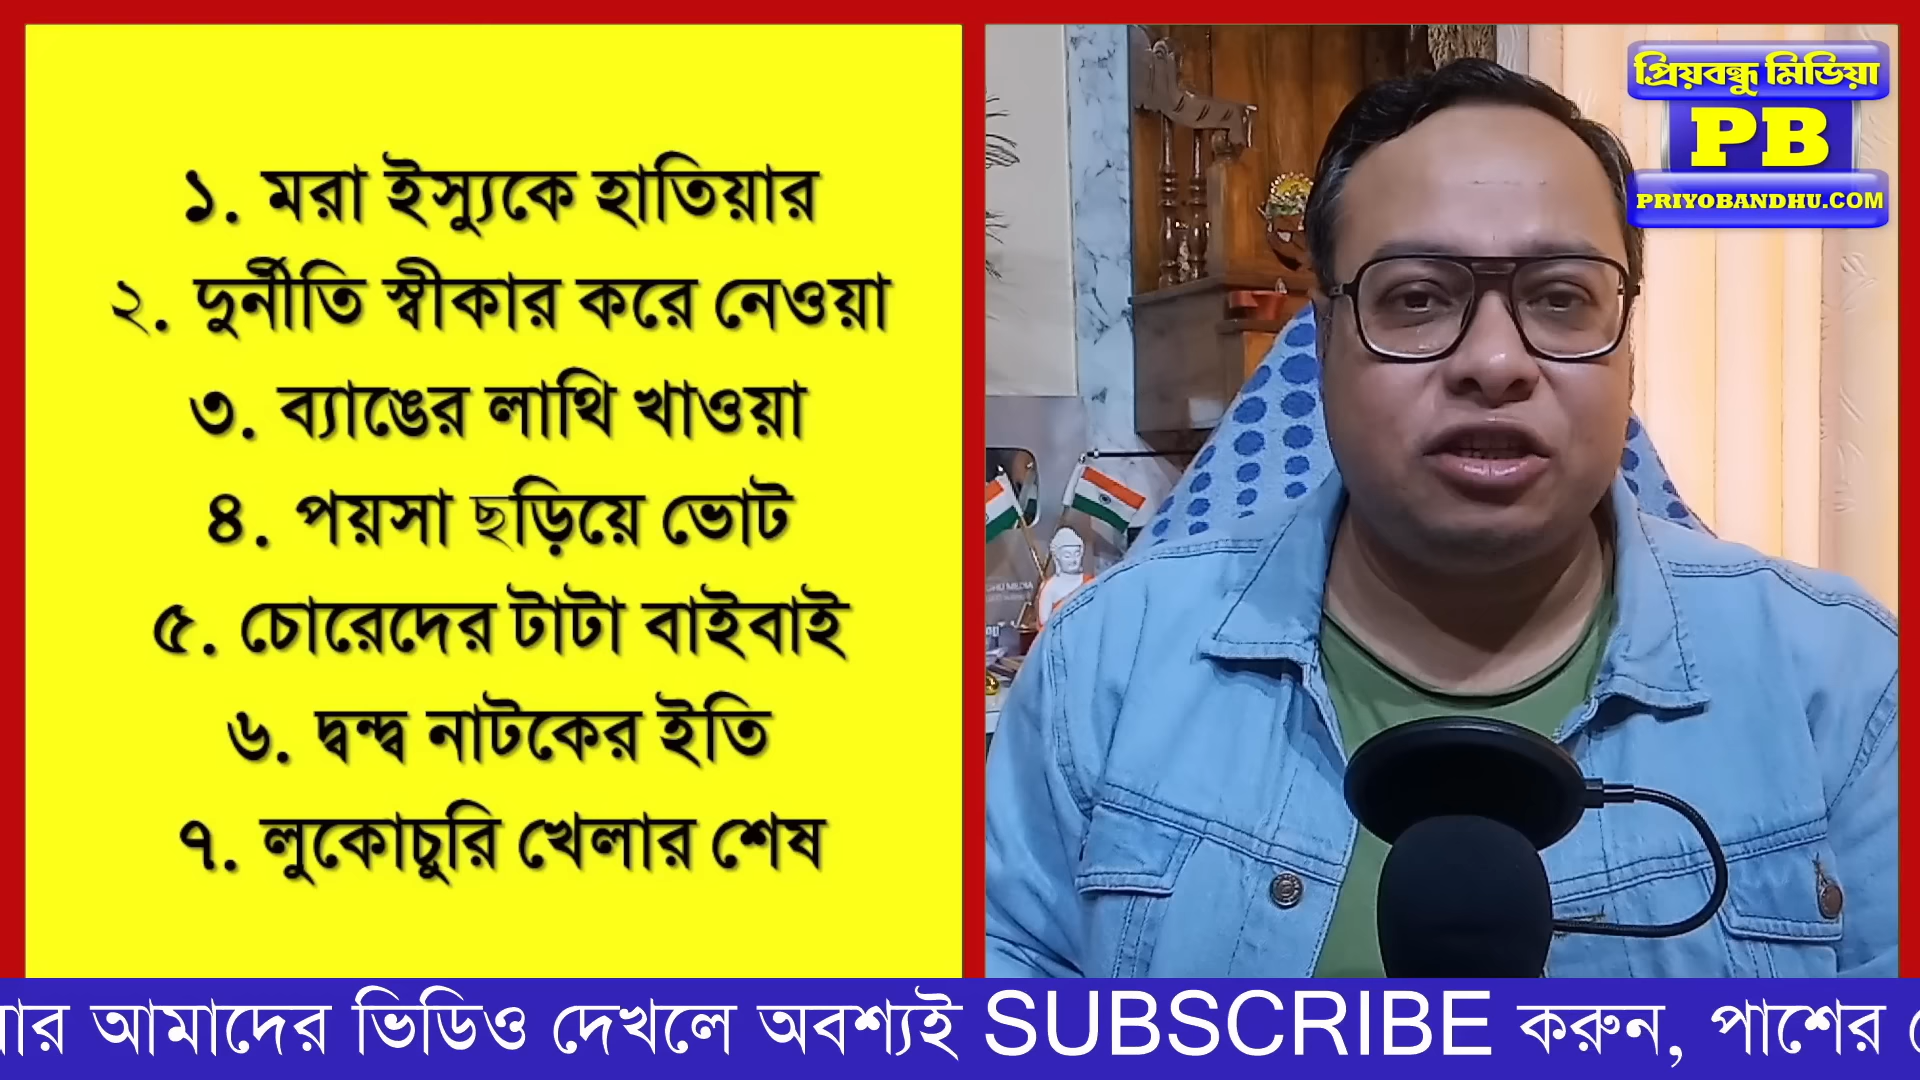 ১. মরা ইস্যুকে হাতিয়ার
২. দুর্নীতি স্বীকার করে নেওয়া
৩. ব্যাঙের লাথি খাওয়া
৪. পয়সা ছড়িয়ে ভোট
৫. চোরেদের টাটা বাইবাই
৬. দ্বন্দ্ব নাটকের ইতি
৭. লুকোচুরি খেলার শেষ
প্রিয়বন্ধু মিডিয়া
PB
PRIYOBANDHU.COM
আমাদের ভিডিও দেখলে অবশ্যই SUBSCRIBE করুন, পাশের